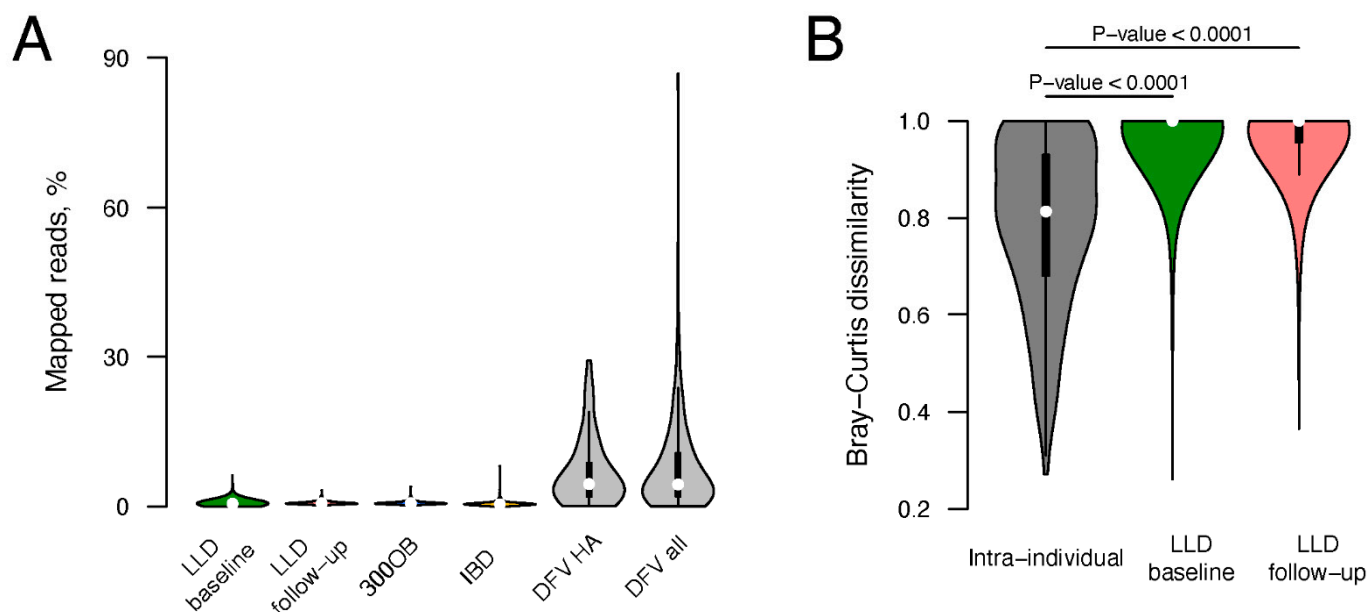 A
Mapped reads, %
90
60
30
0
LLD
baseline
LLD
follow-up
300OB
IBD
DFV HA
DFV all
B
P-value < 0.0001
P-value < 0.0001
Bray-Curtis dissimilarity
1.0
0.8
0.6
0.4
0.2
Intra-individual
LLD
baseline
LLD
follow-up